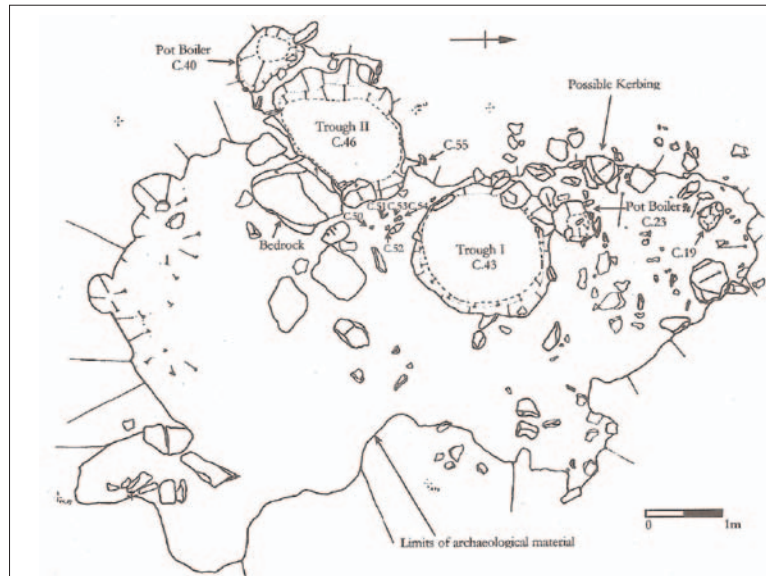 Pot Boiler
C.40
Possible Kerbing
Trough II
C.46
C.55
C.50
C.51
C.53
C.54
C.52
Pot Boiler
C.23
C.19
Bedrock
Trough I
C.43
0 1m
Limits of archaeological material